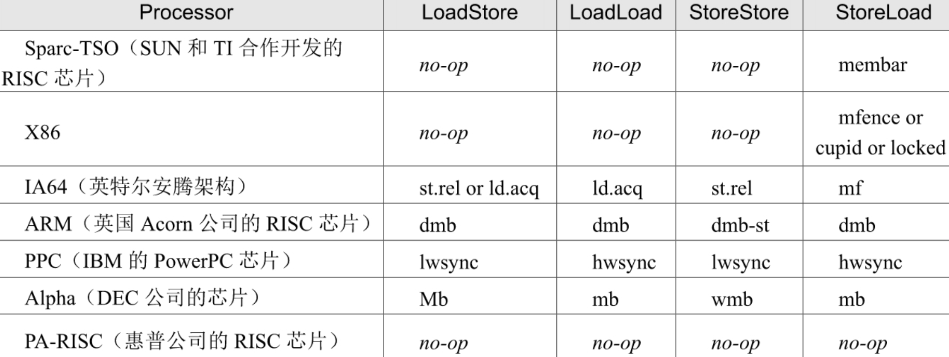 Processor LoadStore LoadLoad StoreStore StoreLoad
Sparc-TSO（SUN 和 TI 合作开发的
RISC 芯片） no-op no-op no-op membar
X86 no-op no-op no-op mfence or
cupid or locked
IA64（英特尔安腾架构） st.rel or ld.acq ld.acq st.rel mf
ARM（英国 Acorn 公司的 RISC 芯片） dmb dmb dmb-st dmb
PPC（IBM 的 PowerPC 芯片） lwsync hwsync lwsync hwsync
Alpha（DEC 公司的芯片） Mb mb wmb mb
PA-RISC（惠普公司的 RISC 芯片） no-op no-op no-op no-op